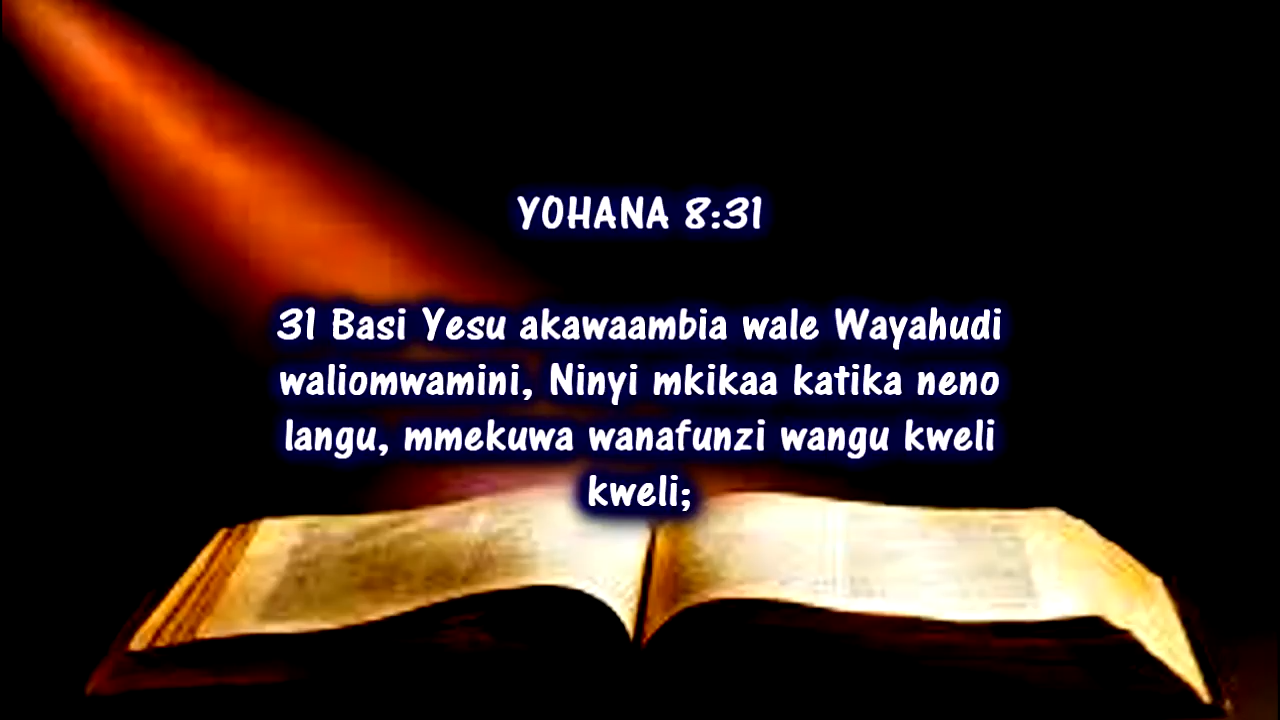 YOHANA 8:31
31 Basi Yesu akawaambia wale Wayahudi
waliomwamini, Ninyi mkikaa katika neno
langu, mmekuwa wanafunzi wangu kweli
kweli;